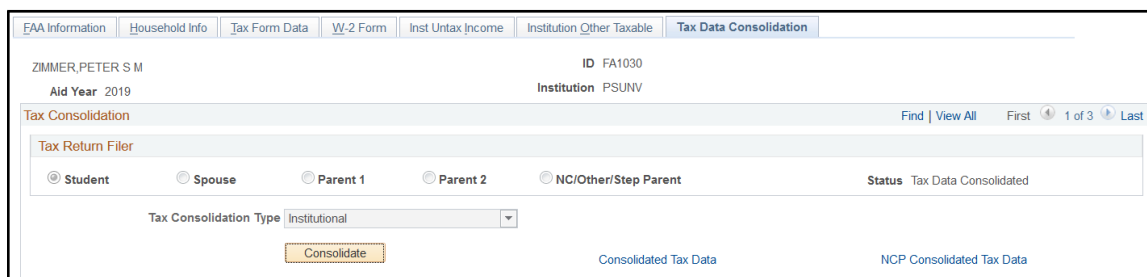 FAA Information Household Info Tax Form Data W-2 Form Inst Untax Income Institution Other Taxable Tax Data Consolidation
ZIMMER,PETER S M ID FA1030
Aid Year 2019 Institution PSUNV
Tax Consolidation Find | View All First 1 of 3 Last
Tax Return Filer
Student Spouse Parent 1 Parent 2 NC/Other/Step Parent Status Tax Data Consolidated
Tax Consolidation Type Institutional
Consolidate Consolidated Tax Data NCP Consolidated Tax Data